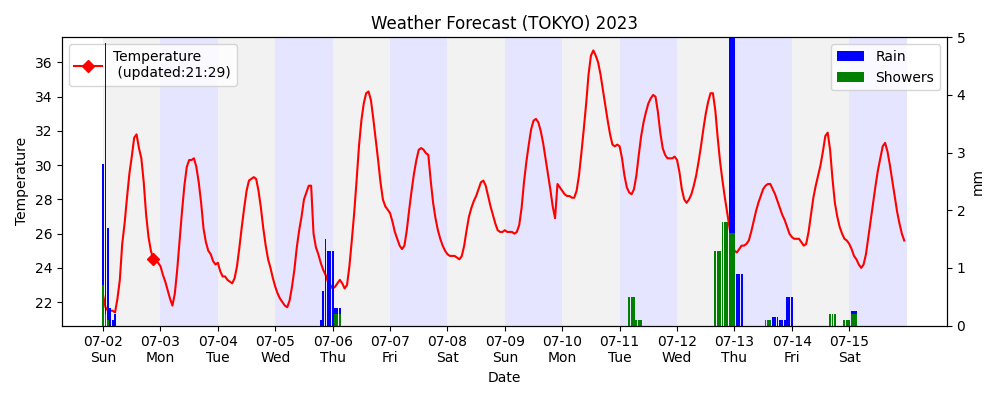 Weather Forecast (TOKYO) 2023
Temperature
(updated:21:29)
Rain
Showers
36
34
32
30
28
26
24
22
Temperature
5
4
3
2
1
0
mm
07-02 07-03 07-04 07-05 07-06 07-07 07-08 07-09 07-10 07-11 07-12 07-13 07-14 07-15
Sun Mon Tue Wed Thu Fri Sat Sun Mon Tue Wed Thu Fri Sat
Date